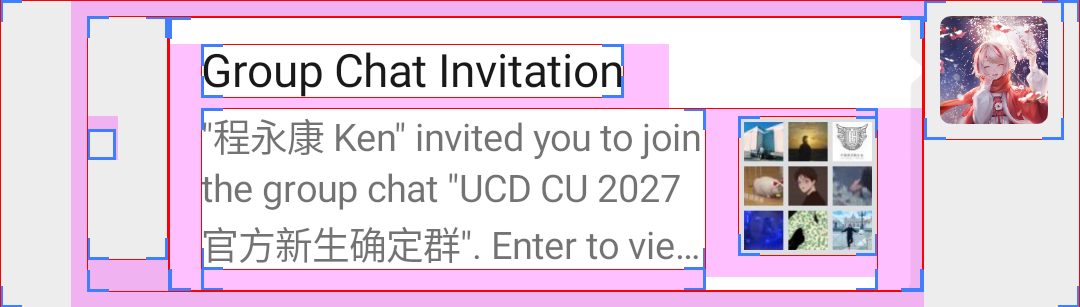 Group Chat Invitation
"程永康 Ken" invited you to join
the group chat "UCD CU 2027
官方新生确定群". Enter to vie…